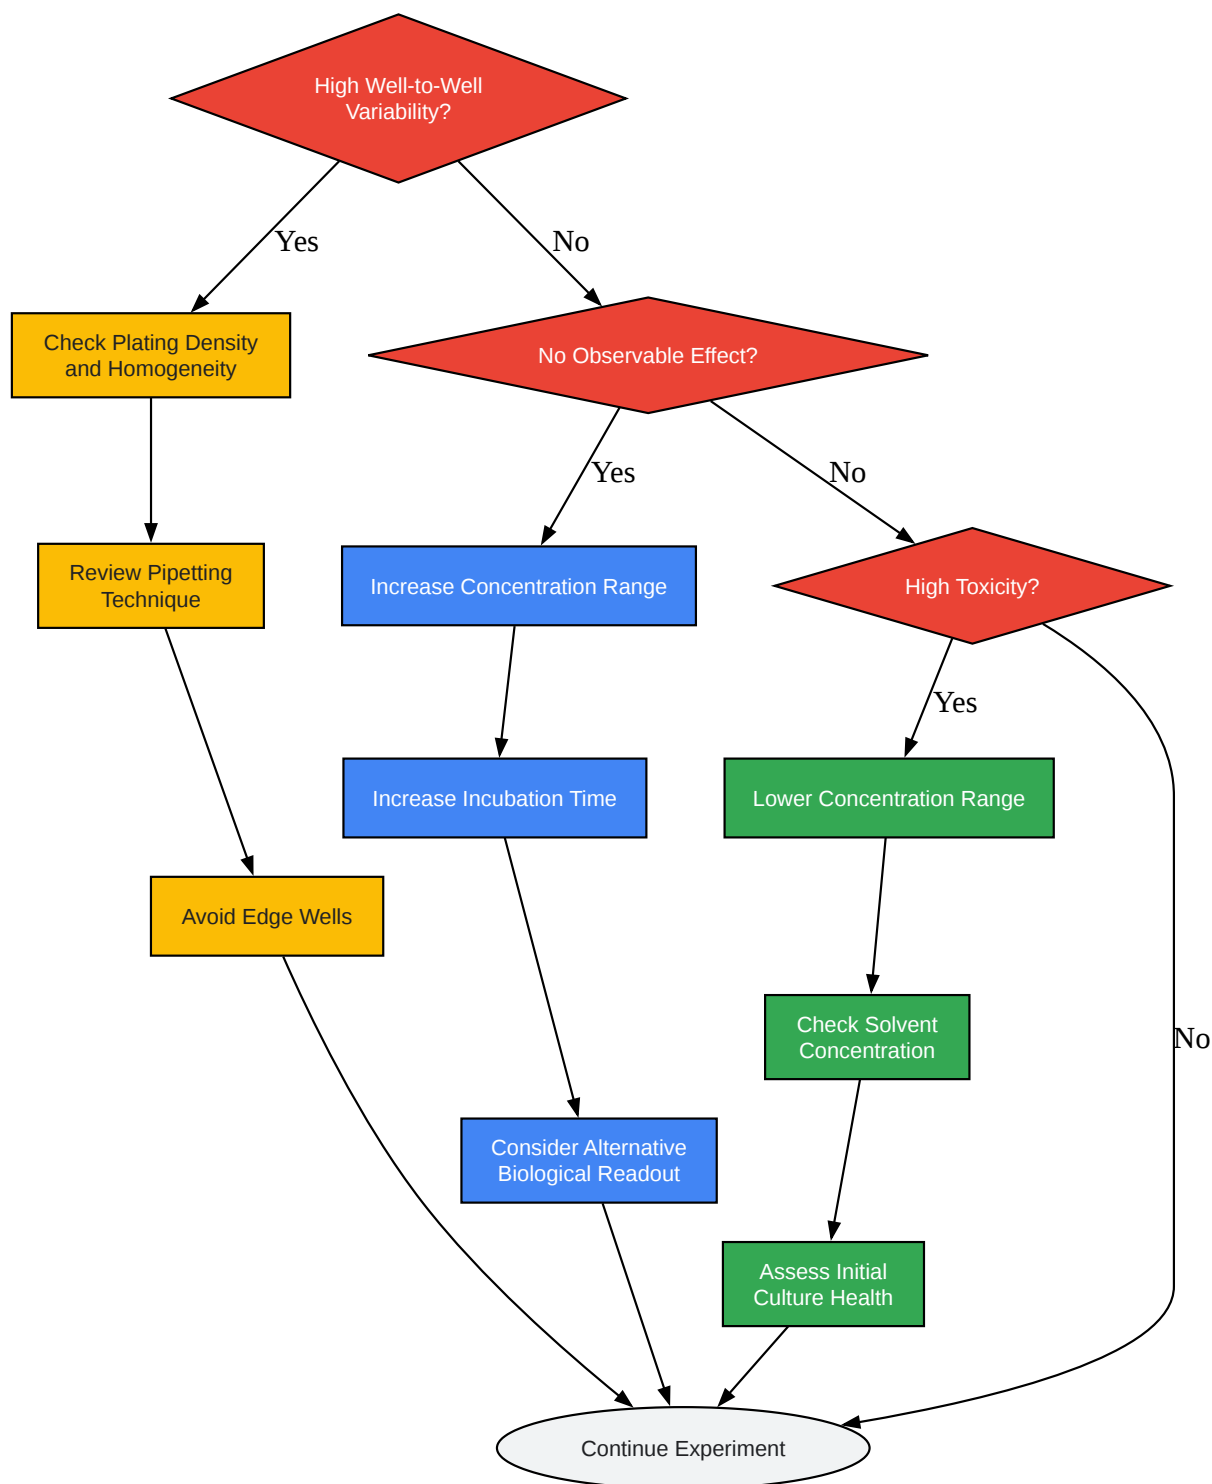 High Well-to-Well
Variability?
Yes
No
Check Plating Density
and Homogeneity
No Observable Effect?
Yes
No
Review Pipetting
Technique
Increase Concentration Range
High Toxicity?
Yes
Increase Incubation Time
Lower Concentration Range
Avoid Edge Wells
Check Solvent
Concentration
No
Consider Alternative
Biological Readout
Assess Initial
Culture Health
Continue Experiment